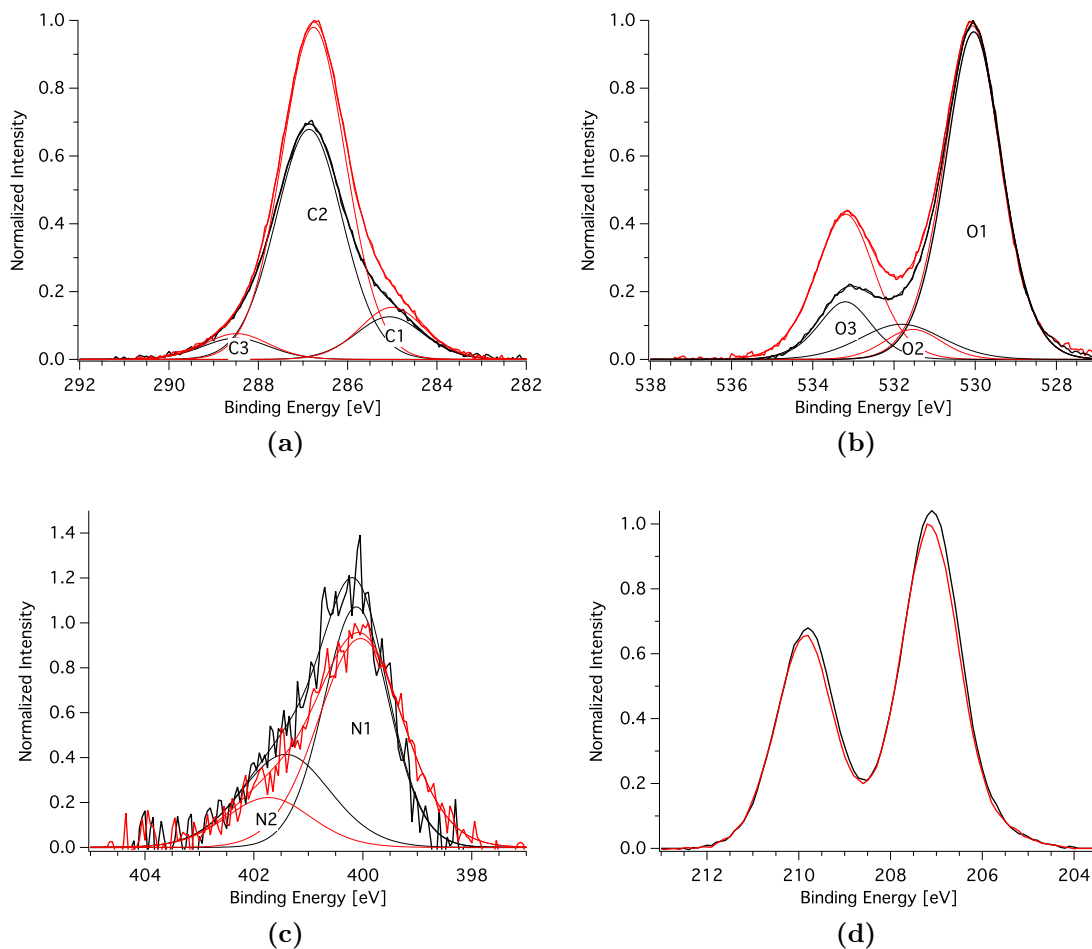 Normalized Intensity
1.0
0.8
0.6
0.4
0.2
0.0
C2
C1
C3
292 290 288 286 284 282
Binding Energy [eV]
(a)
Normalized Intensity
1.0
0.8
0.6
0.4
0.2
0.0
O1
O3
O2
538 536 534 532 530 528
Binding Energy [eV]
(b)
Normalized Intensity
1.4
1.2
1.0
0.8
0.6
0.4
0.2
0.0
N1
N2
404 402 400 398
Binding Energy [eV]
(c)
Normalized Intensity
1.0
0.8
0.6
0.4
0.2
0.0
212 210 208 206 204
Binding Energy [eV]
(d)